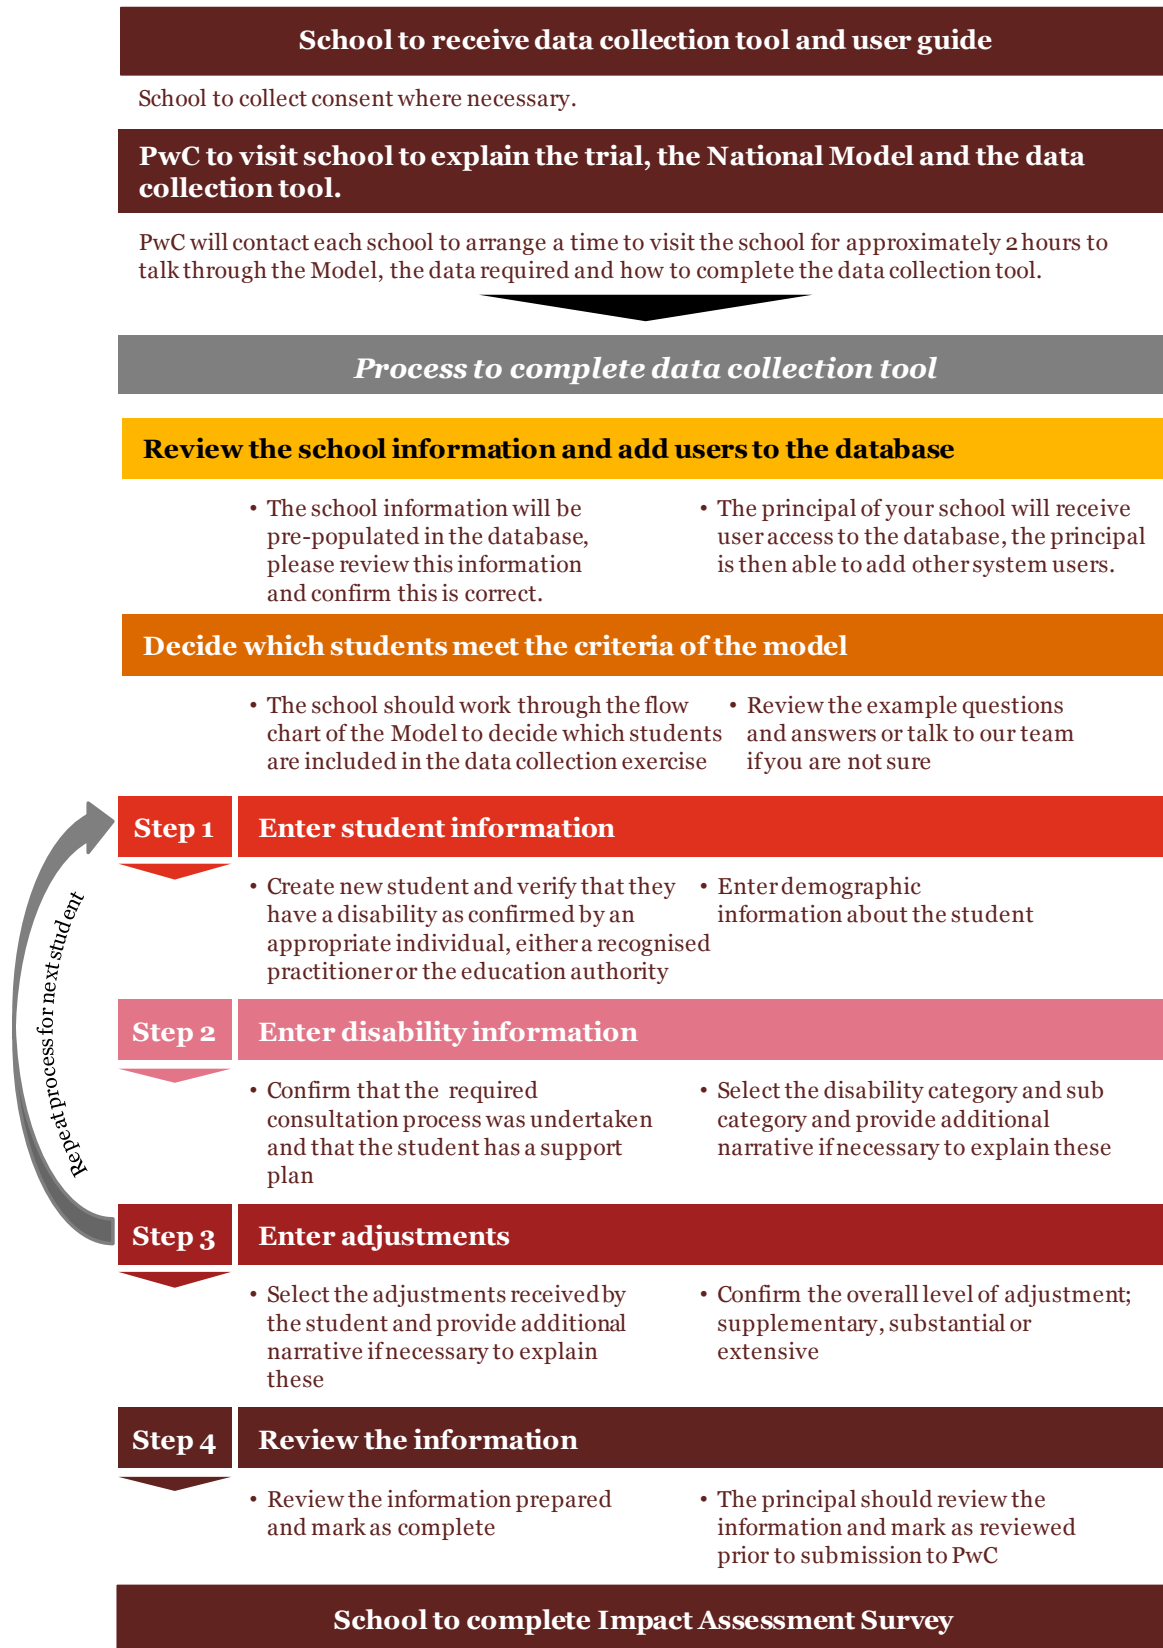 School to receive data collection tool and user guide
School to collect consent where necessary.
PwC to visit school to explain the trial, the National Model and the data
collection tool.
PwC will contact each school to arrange a time to visit the school for approximately 2 hours to
talk through the Model, the data required and how to complete the data collection tool.
Process to complete data collection tool
Review the school information and add users to the database
• The school information will be
pre-populated in the database,
please review this information
and confirm this is correct.
• The principal of your school will receive
user access to the database, the principal
is then able to add other system users.
Decide which students meet the criteria of the model
• The school should work through the flow
chart of the Model to decide which students
are included in the data collection exercise
• Review the example questions
and answers or talk to our team
if you are not sure
Repeat process for next student
Step 1
Enter student information
• Create new student and verify that they
have a disability as confirmed by an
appropriate individual, either a recognised
practitioner or the education authority
• Enter demographic
information about the student
Step 2
Enter disability information
• Confirm that the required
consultation process was undertaken
and that the student has a support
plan
• Select the disability category and sub
category and provide additional
narrative if necessary to explain these
Step 3
Enter adjustments
• Select the adjustments received by
the student and provide additional
narrative if necessary to explain
these
• Confirm the overall level of adjustment;
supplementary, substantial or
extensive
Step 4
Review the information
• Review the information prepared
and mark as complete
• The principal should review the
information and mark as reviewed
prior to submission to PwC
School to complete Impact Assessment Survey